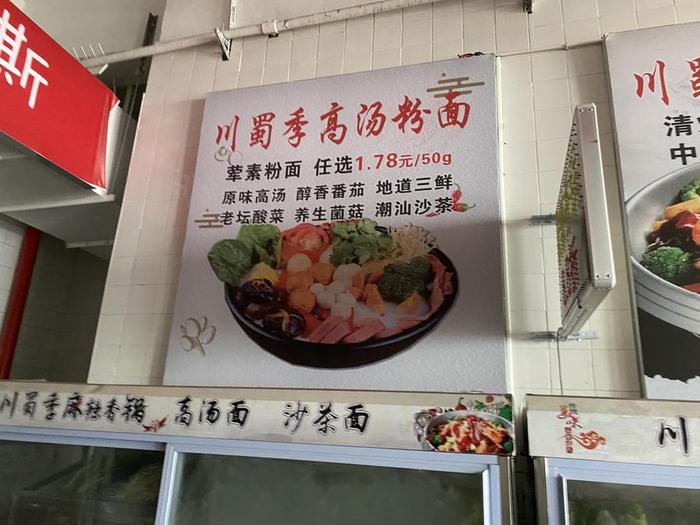 斯
川蜀季高汤粉面
荤素粉面 任选1.78元/50g
原味高汤 醇香番茄 地道三鲜
老坛酸菜 养生菌菇 潮汕沙茶
川蜀
清
中
川蜀季麻辣香锅 高汤面 沙茶面
川